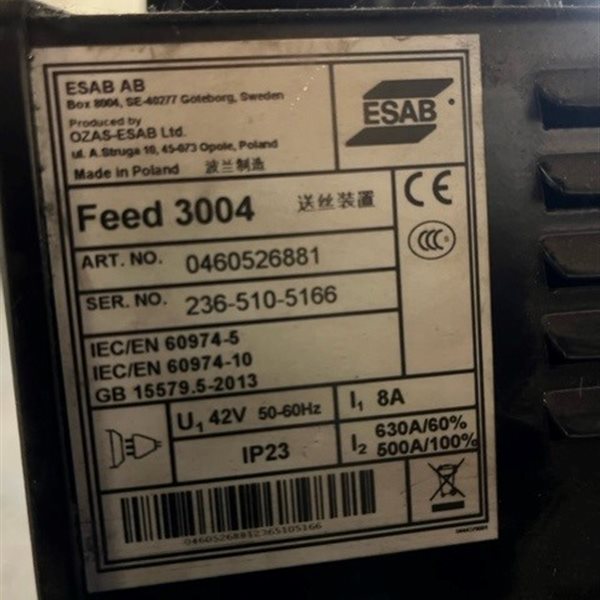 ESAB AB
Box 8004, SE-40277 Göteborg, Sweden
Produced by
OZAS-ESAB Ltd.
ul. A.Struga 10, 45-073 Opole, Poland
Made in Poland 波兰制造
ESAB
Feed 3004 送丝装置
CE
CCC
ART. NO. 0460526881
SER. NO. 236-510-5166
IEC/EN 60974-5
IEC/EN 60974-10
GB 15579.5-2013
U1 42V 50-60Hz
I1 8A
IP23
I2 630A/60%
500A/100%